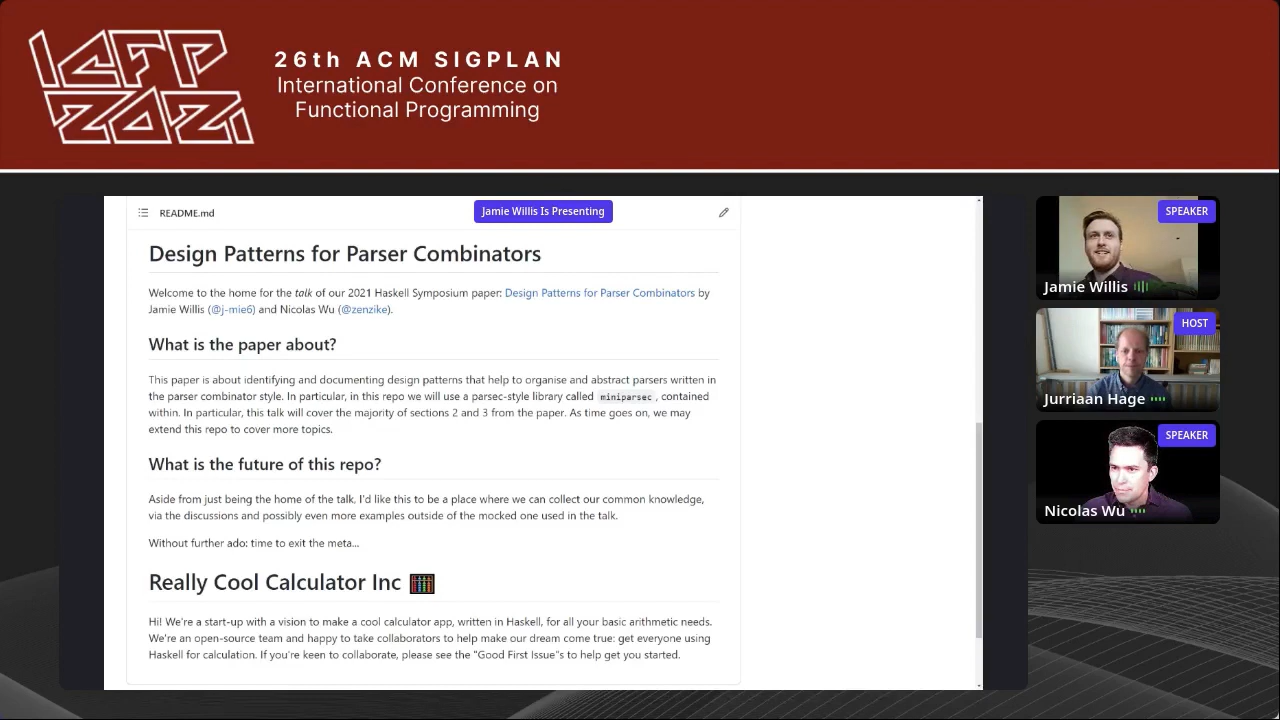 ICFP
2021
26th ACM SIGPLAN
International Conference on
Functional Programming
README.md
Jamie Willis Is Presenting
Design Patterns for Parser Combinators
Welcome to the home for the talk of our 2021 Haskell Symposium paper: Design Patterns for Parser Combinators by
Jamie Willis (@j-mie6) and Nicolas Wu (@zenzike).
What is the paper about?
This paper is about identifying and documenting design patterns that help to organise and abstract parsers written in
the parser combinator style. In particular, in this repo we will use a parsec-style library called miniparsec, contained
within. In particular, this talk will cover the majority of sections 2 and 3 from the paper. As time goes on, we may
extend this repo to cover more topics.
What is the future of this repo?
Aside from just being the home of the talk, I'd like this to be a place where we can collect our common knowledge,
via the discussions and possibly even more examples outside of the mocked one used in the talk.
Without further ado: time to exit the meta...
Really Cool Calculator Inc
Hi! We're a start-up with a vision to make a cool calculator app, written in Haskell, for all your basic arithmetic needs.
We're an open-source team and happy to take collaborators to help make our dream come true: get everyone using
Haskell for calculation. If you're keen to collaborate, please see the "Good First Issue"s to help get you started.
SPEAKER
Jamie Willis
HOST
Jurriaan Hage
SPEAKER
Nicolas Wu